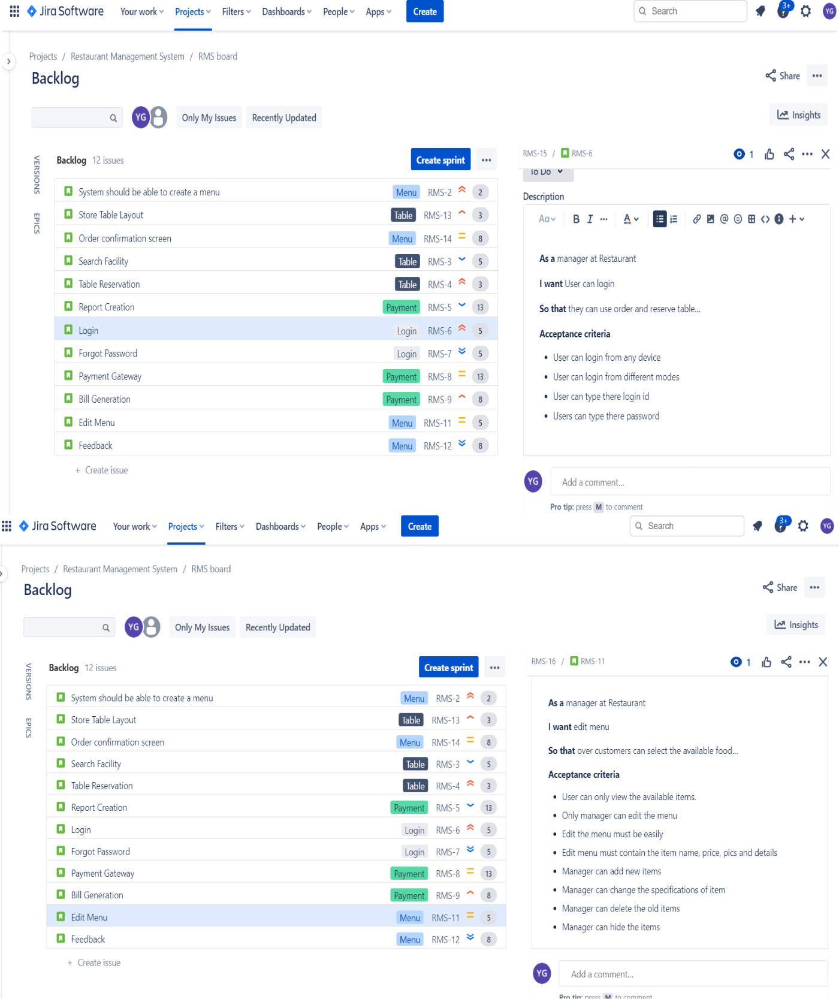 Jira Software Your work Projects Filters Dashboards People Apps Create Search 3+ YG
Projects / Restaurant Management System / RMS board
Backlog
Share
YG Only My Issues Recently Updated Insights
VERSIONS
EPICS
Backlog 12 issues Create sprint
System should be able to create a menu Menu RMS-2 2
Store Table Layout Table RMS-13 3
Order confirmation screen Menu RMS-14 8
Search Facility Table RMS-3 5
Table Reservation Table RMS-4 3
Report Creation Payment RMS-5 13
Login Login RMS-6 5
Forgot Password Login RMS-7 5
Payment Gateway Payment RMS-8 13
Bill Generation Payment RMS-9 8
Edit Menu Menu RMS-11 5
Feedback Menu RMS-12 8
+ Create issue
RMS-15 / RMS-6 1
To Do
Description
Aa B I A @ <> +
As a manager at Restaurant
I want User can login
So that they can use order and reserve table...
Acceptance criteria
• User can login from any device
• User can login from different modes
• User can type there login id
• Users can type there password
YG Add a comment...
Pro tip: press M to comment
Jira Software Your work Projects Filters Dashboards People Apps Create Search 3+ YG
Projects / Restaurant Management System / RMS board
Backlog
Share
YG Only My Issues Recently Updated Insights
VERSIONS
EPICS
Backlog 12 issues Create sprint
System should be able to create a menu Menu RMS-2 2
Store Table Layout Table RMS-13 3
Order confirmation screen Menu RMS-14 8
Search Facility Table RMS-3 5
Table Reservation Table RMS-4 3
Report Creation Payment RMS-5 13
Login Login RMS-6 5
Forgot Password Login RMS-7 5
Payment Gateway Payment RMS-8 13
Bill Generation Payment RMS-9 8
Edit Menu Menu RMS-11 5
Feedback Menu RMS-12 8
+ Create issue
RMS-16 / RMS-11 1
As a manager at Restaurant
I want edit menu
So that over customers can select the available food...
Acceptance criteria
• User can only view the available items.
• Only manager can edit the menu
• Edit the menu must be easily
• Edit menu must contain the item name, price, pics and details
• Manager can add new items
• Manager can change the specifications of item
• Manager can delete the old items
• Manager can hide the items
YG Add a comment...
Pro tip: press M to comment